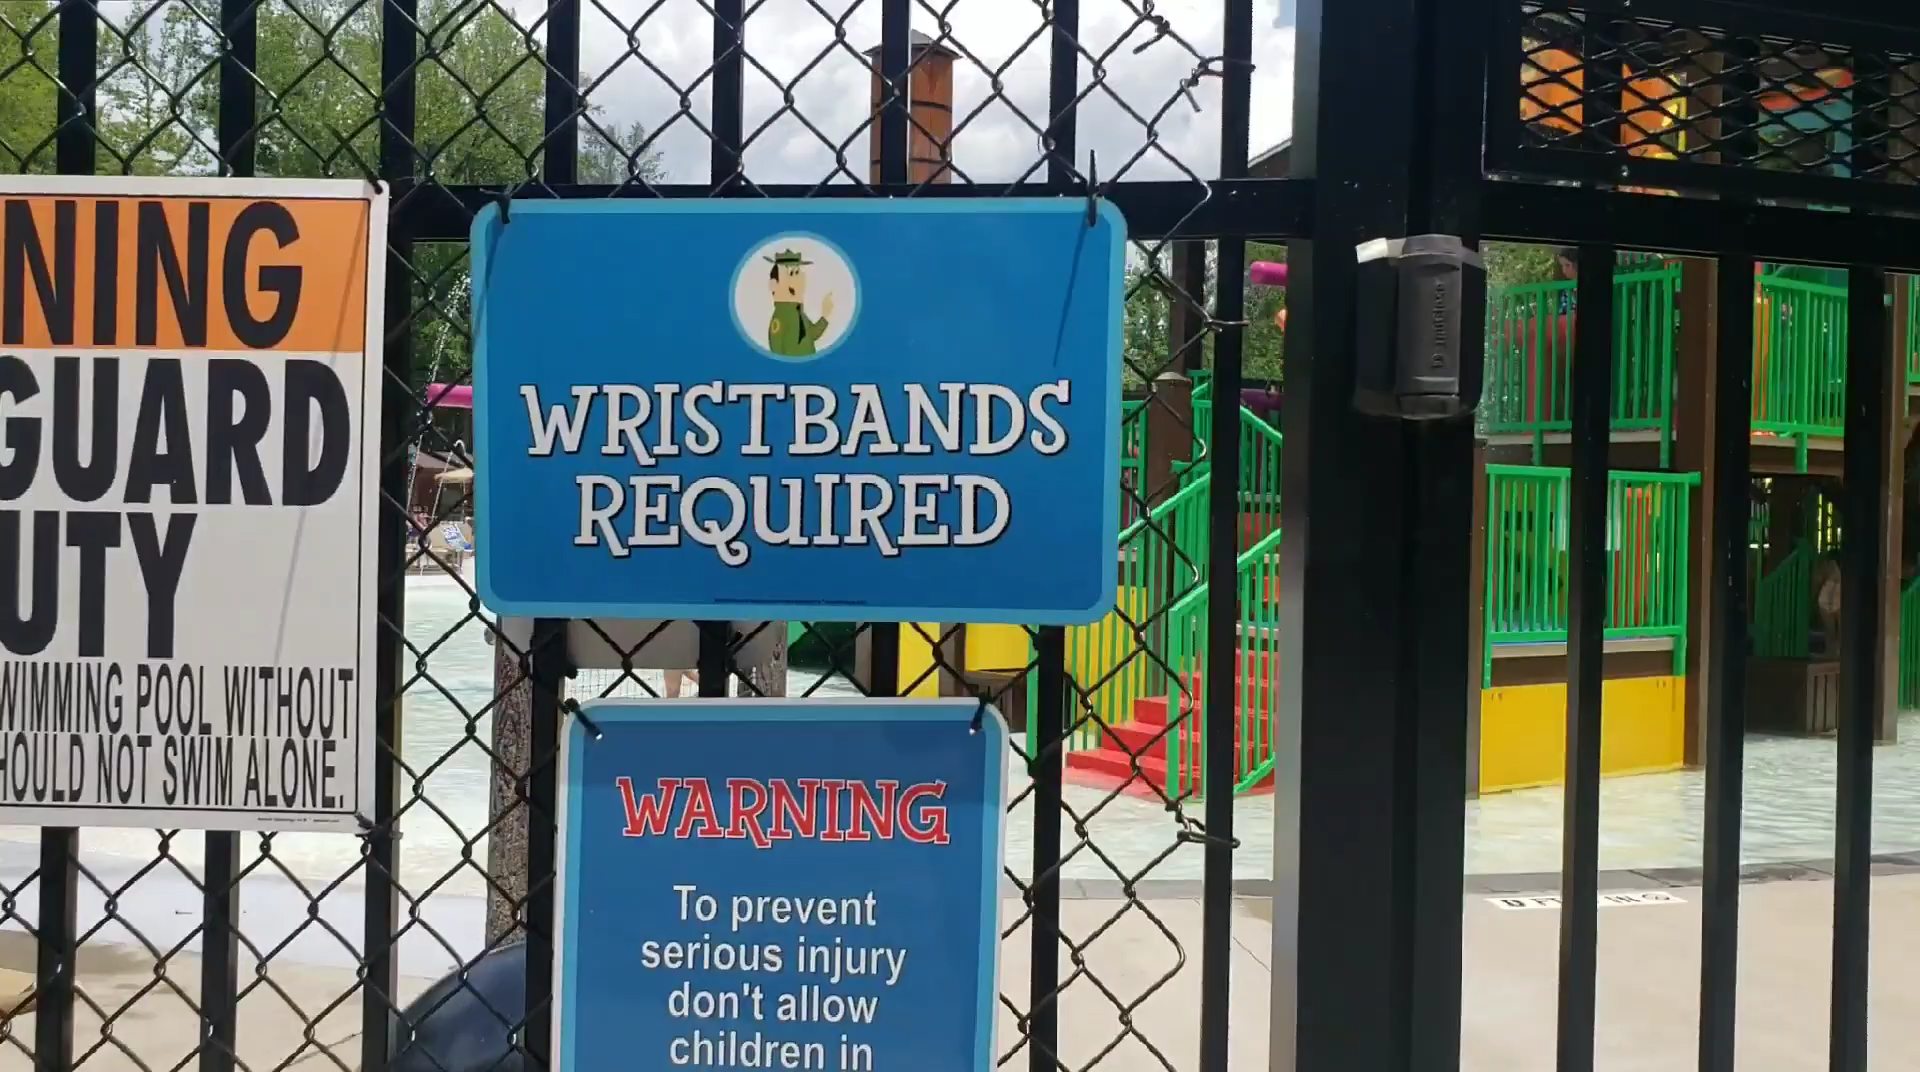 NING
GUARD
UTY
WIMMING POOL WITHOUT
HOULD NOT SWIM ALONE.
WRISTBANDS
REQUIRED
WARNING
To prevent
serious injury
don't allow
children in